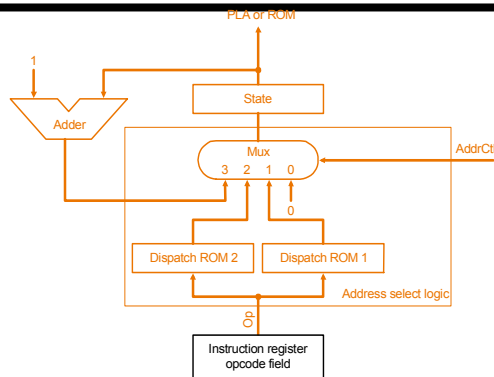 PLA or ROM
1
State
Adder
Mux
AddrCt
3 2 1 0
0
Dispatch ROM 2
Dispatch ROM 1
Address select logic
Op
Instruction register
opcode field